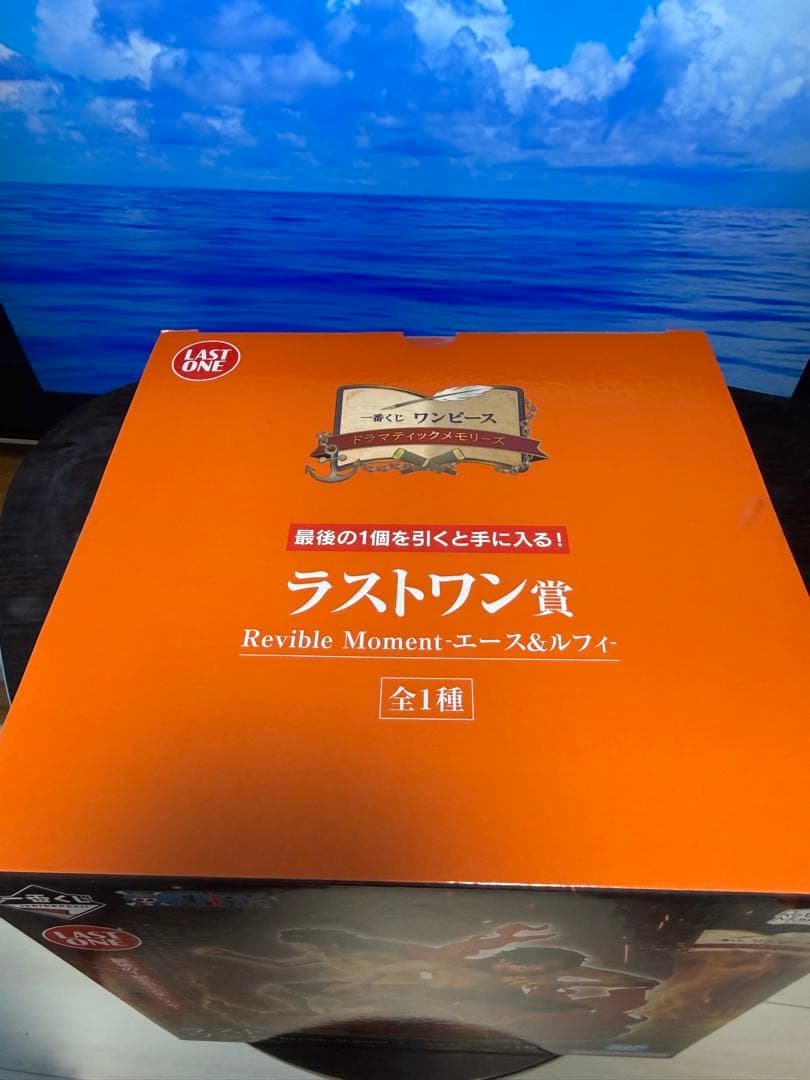 LAST
ONE
一番くじ ワンピース
ドラマティックメモリーズ
最後の1個を引くと手に入る!
ラストワン賞
Revible Moment-エース&ルフィ-
全1種
LAST
ONE